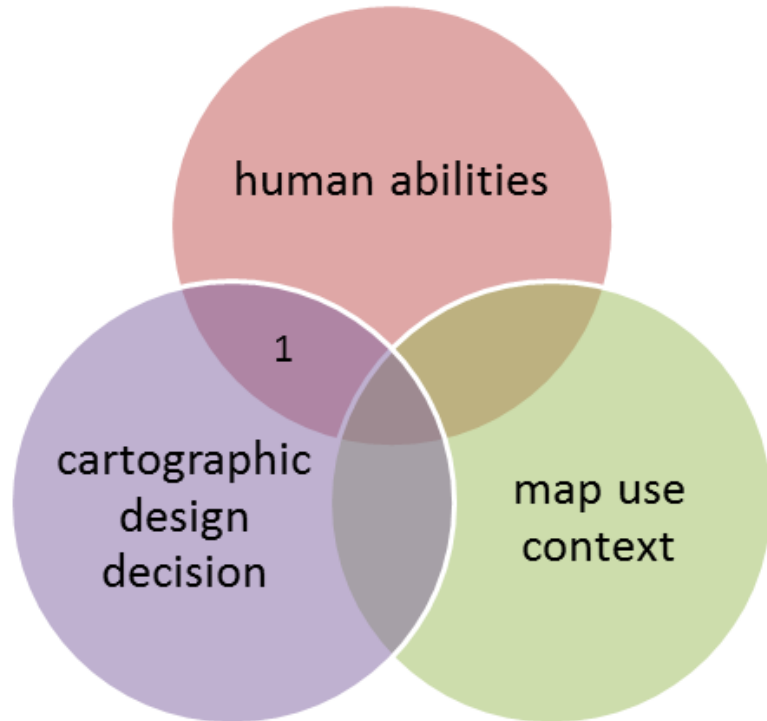 human abilities
1
cartographic
design
decision
map use
context